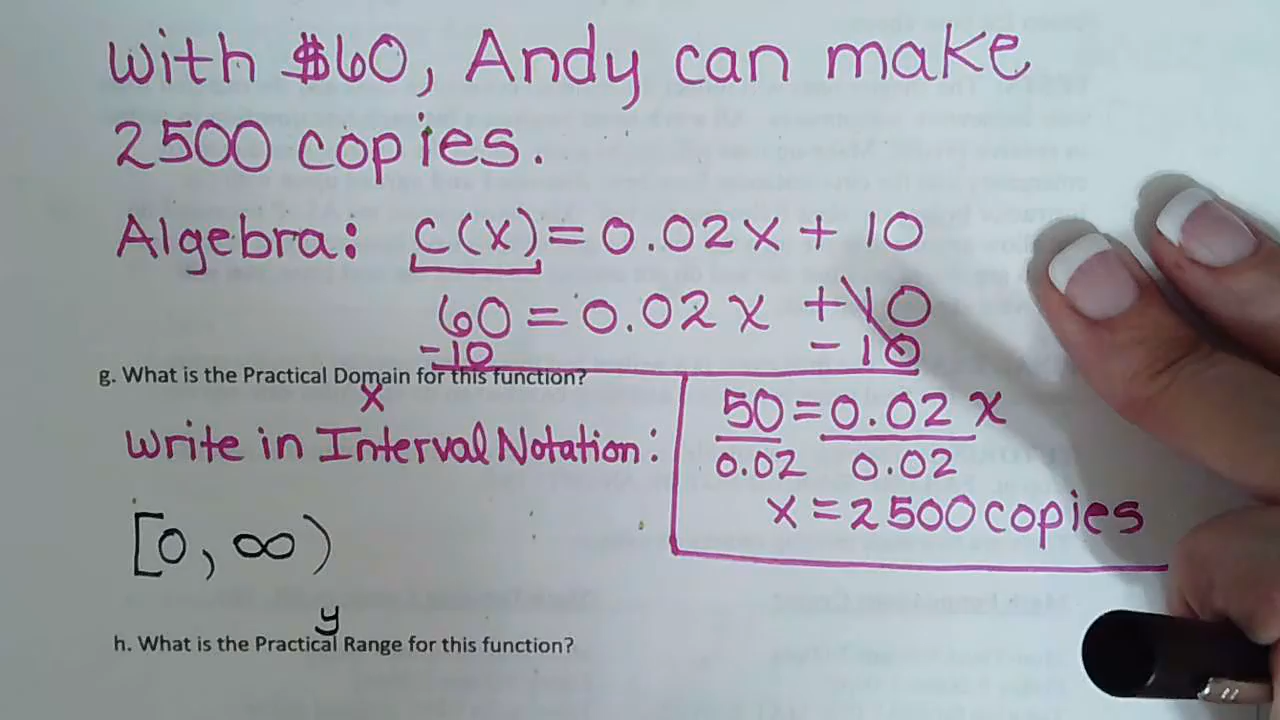 with $60, Andy can make
2500 copies.
Algebra: C(x) = 0.02x + 10
60 = 0.02x + 10
-10 - 10
g. What is the Practical Domain for this function?
x
50 = 0.02x
Write in Interval Notation:
0.02 0.02
x = 2500 copies
[0, ∞)
y
h. What is the Practical Range for this function?